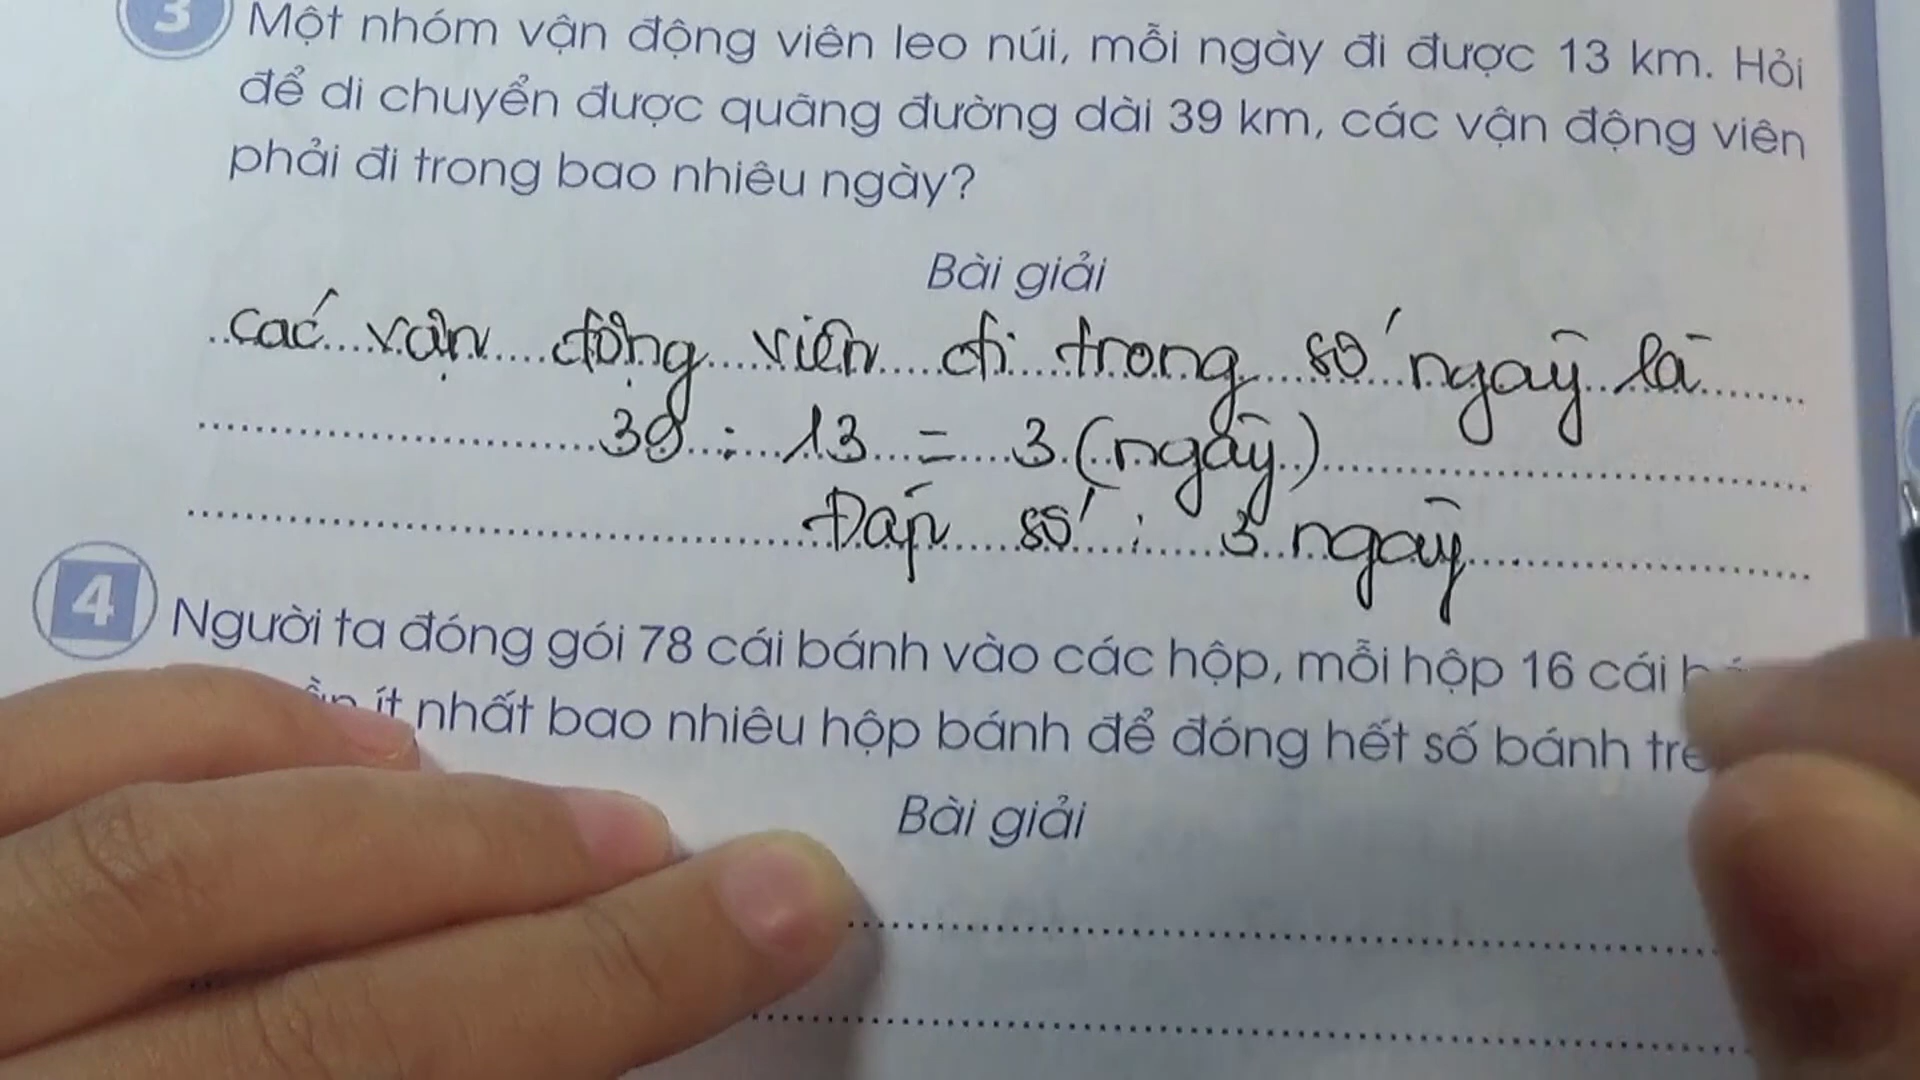 3 Một nhóm vận động viên leo núi, mỗi ngày đi được 13 km. Hỏi
để di chuyển được quãng đường dài 39 km, các vận động viên
phải đi trong bao nhiêu ngày?
Bài giải
các vận động viên đi trong số ngày là
39 : 13 = 3 (ngày)
Đáp số : 3 ngày
4 Người ta đóng gói 78 cái bánh vào các hộp, mỗi hộp 16 cái
ít nhất bao nhiêu hộp bánh để đóng hết số bánh
Bài giải